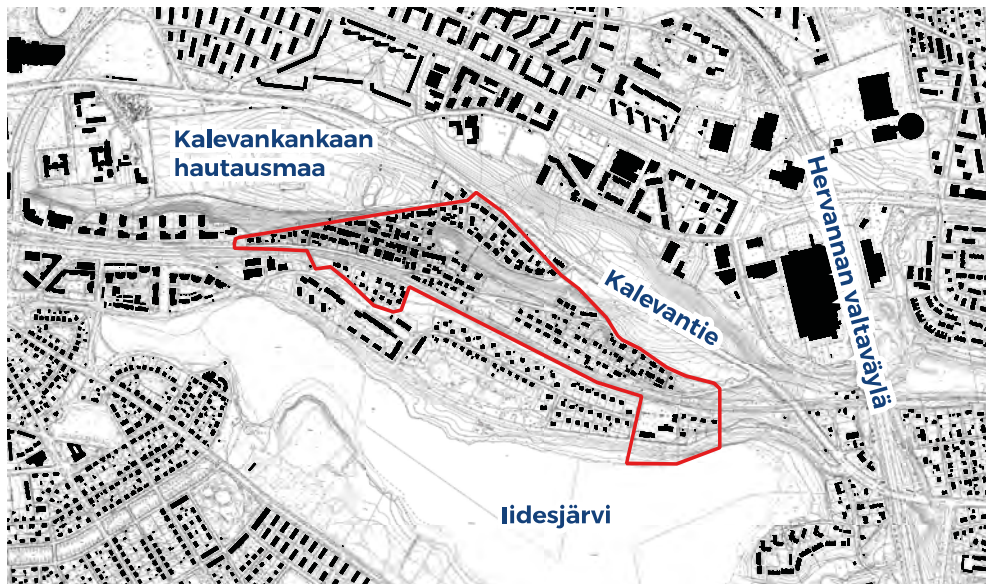 Kalevankankaan
hautausmaa
Hervannan valtaväylä
Kalevantie
Iidesjärvi